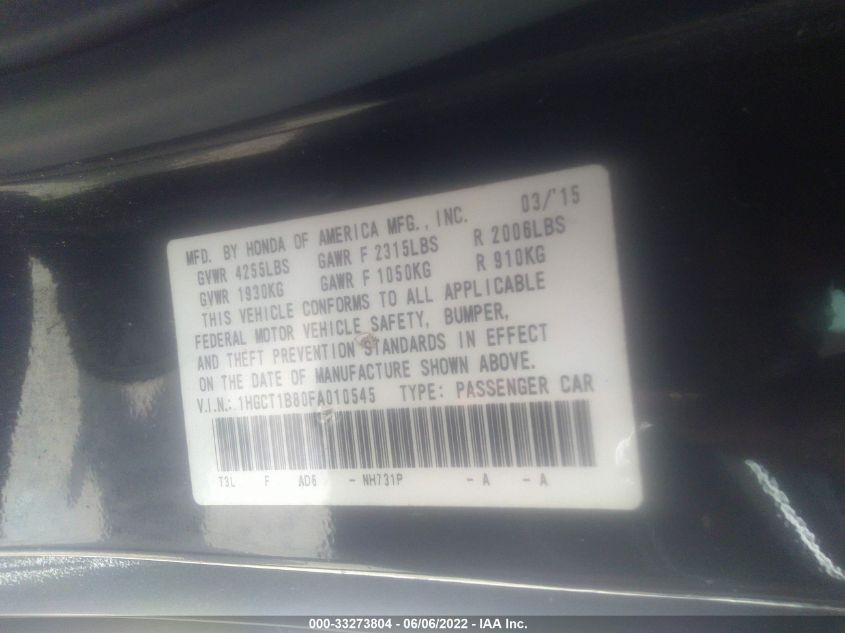 MFD. BY HONDA OF AMERICA MFG., INC. 03/'15
GVWR 4255LBS GAWR F 2315LBS R 2006LBS
GVWR 1930KG GAWR F 1050KG R 910KG
THIS VEHICLE CONFORMS TO ALL APPLICABLE
FEDERAL MOTOR VEHICLE SAFETY, BUMPER,
AND THEFT PREVENTION STANDARDS IN EFFECT
ON THE DATE OF MANUFACTURE SHOWN ABOVE.
V.I.N.: 1HGCT1B80FA010545 TYPE: PASSENGER CAR
T3L F AD6 - NH731P - A - A
000-33273804 - 06/06/2022 - IAA Inc.